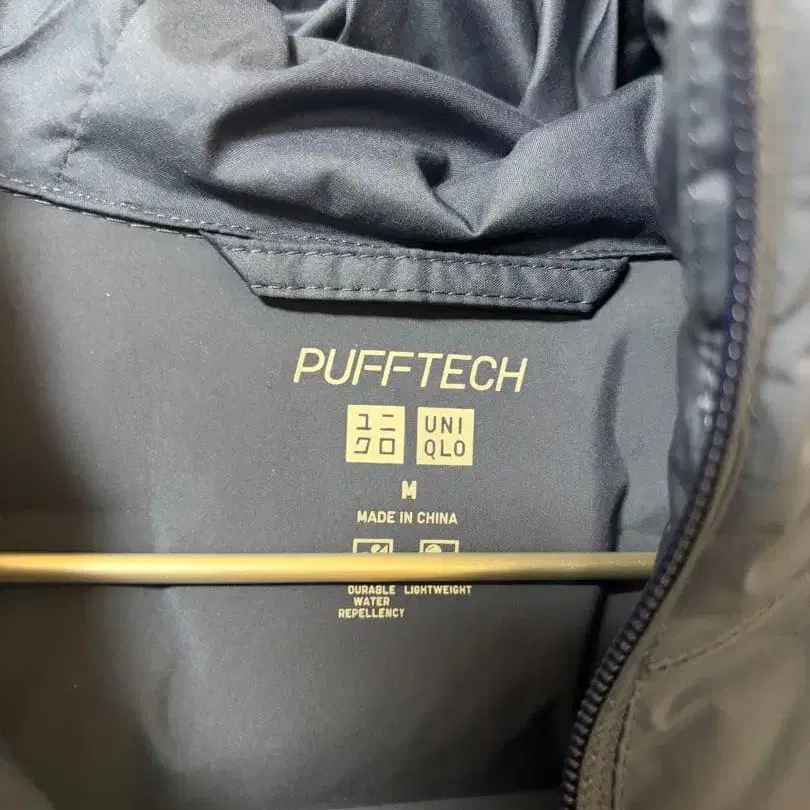 PUFFTECH
ユニ UNI
クロ QLO
M
MADE IN CHINA
DURABLE LIGHTWEIGHT
WATER
REPELLENCY